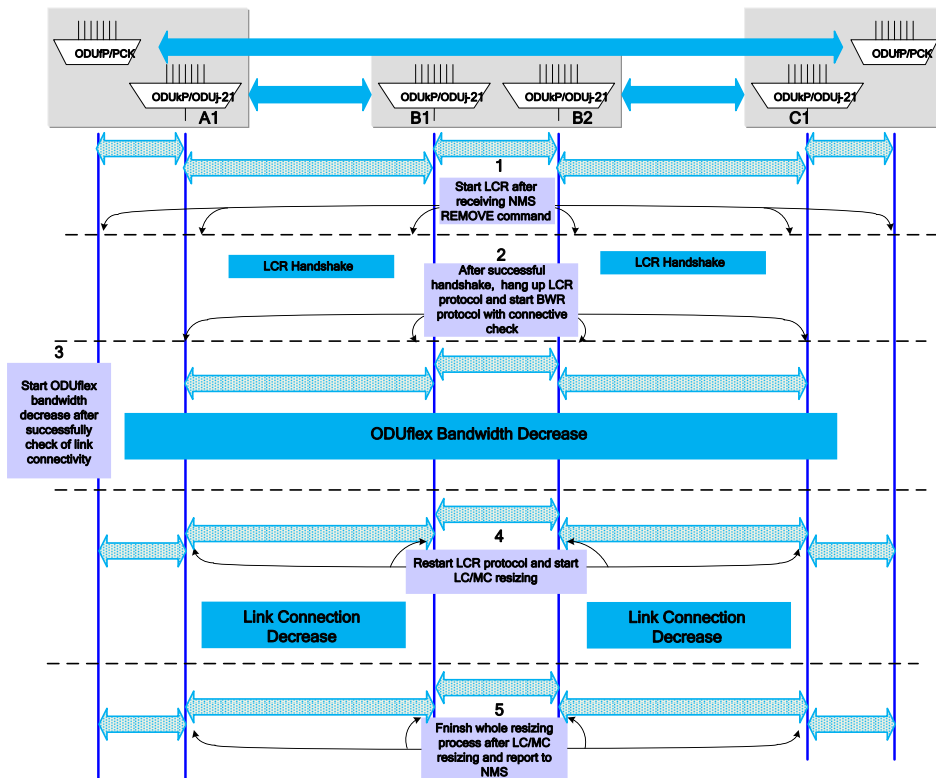 ODUfP/PCK
ODUfP/PCK
ODUkP/ODUj-21
ODUkP/ODUj-21
ODUkP/ODUj-21
ODUkP/ODUj-21
A1
B1
B2
C1
1
Start LCR after
receiving NMS
REMOVE command
LCR Handshake
LCR Handshake
2
After successful
handshake, hang up LCR
protocol and start BWR
protocol with connective
check
3
Start ODUflex
bandwidth
decrease after
successfully
check of link
connectivity
ODUflex Bandwidth Decrease
4
Restart LCR protocol and start
LC/MC resizing
Link Connection
Decrease
Link Connection
Decrease
5
Fninsh whole resizing
process after LC/MC
resizing and report to
NMS